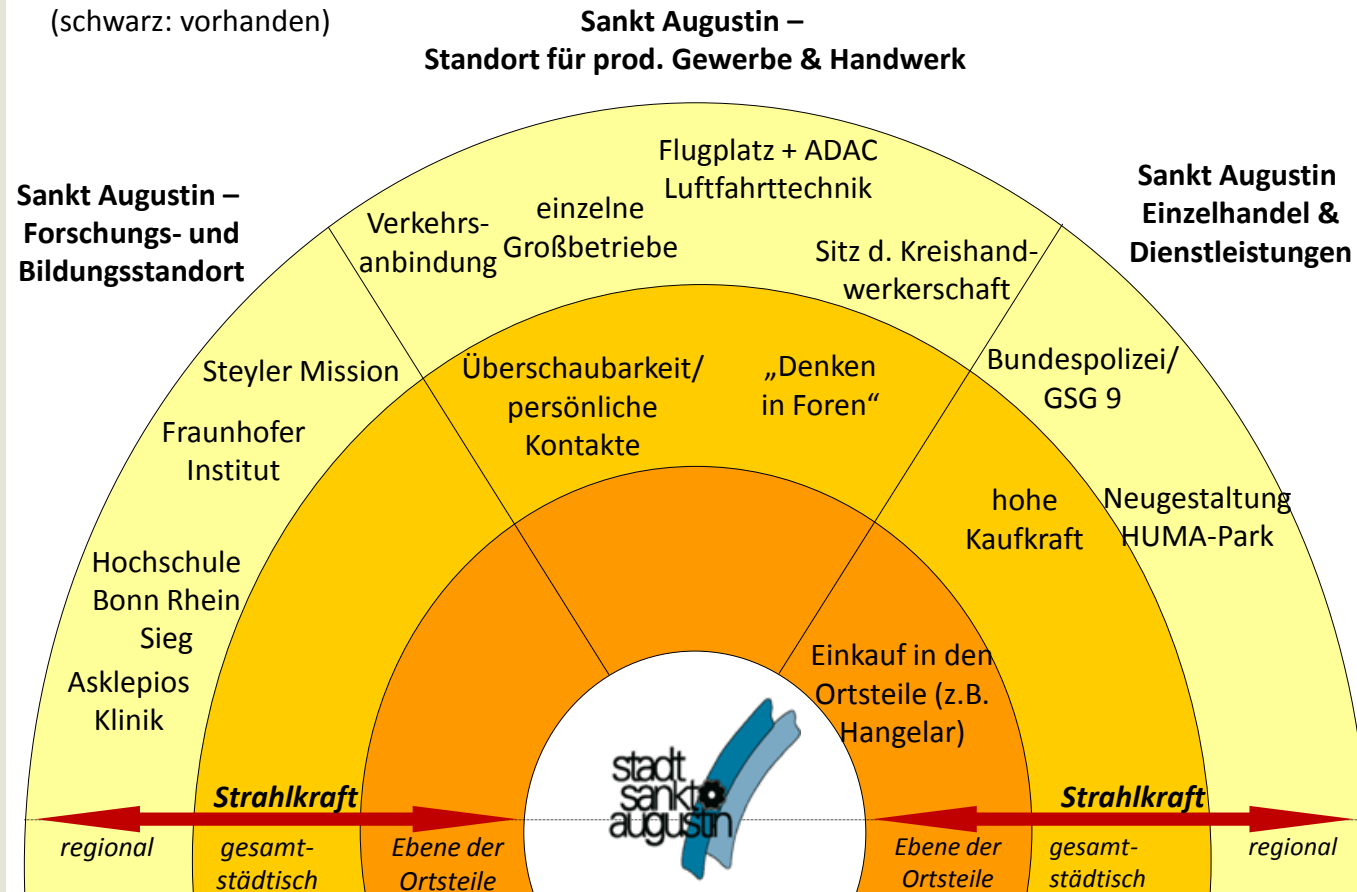 (schwarz: vorhanden)
Sankt Augustin –
Standort für prod. Gewerbe & Handwerk
Sankt Augustin –
Forschungs- und
Bildungsstandort
Sankt Augustin
Einzelhandel &
Dienstleistungen
Verkehrs-
anbindung
einzelne
Großbetriebe
Flugplatz + ADAC
Luftfahrttechnik
Sitz d. Kreishand-
werkerschaft
Steyler Mission
Fraunhofer
Institut
Hochschule
Bonn Rhein
Sieg
Asklepios
Klinik
Überschaubarkeit/
persönliche
Kontakte
„Denken
in Foren“
Bundespolizei/
GSG 9
hohe
Kaufkraft
Neugestaltung
HUMA-Park
Einkauf in den
Ortsteile (z.B.
Hangelar)
stadt
sankt
augustin
Strahlkraft
Strahlkraft
regional
gesamt-
städtisch
Ebene der
Ortsteile
Ebene der
Ortsteile
gesamt-
städtisch
regional